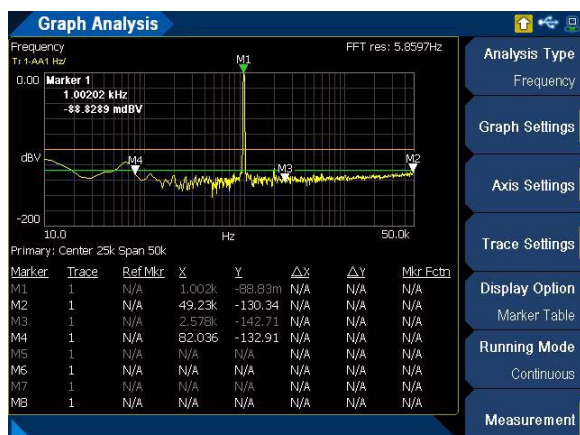 Graph Analysis
Frequency
Tr 1-AA1 Hz/
FFT res: 5.8597Hz
M1
0.00
Marker 1
1.00202 kHz
-88.8289 mdBV
dBV
M4
M3
M2
-200
10.0
Hz
50.0k
Primary: Center 25k Span 50k
Marker Trace Ref Mkr X Y △X △Y Mkr Fctn
M1 1 N/A 1.002k -88.83m N/A N/A N/A
M2 1 N/A 49.23k -130.34 N/A N/A N/A
M3 1 N/A 2.578k -142.71 N/A N/A N/A
M4 1 N/A 82.036 -132.91 N/A N/A N/A
M5 1 N/A N/A N/A N/A N/A N/A
M6 1 N/A N/A N/A N/A N/A N/A
M7 1 N/A N/A N/A N/A N/A N/A
M8 1 N/A N/A N/A N/A N/A N/A
Analysis Type
Frequency
Graph Settings
Axis Settings
Trace Settings
Display Option
Marker Table
Running Mode
Continuous
Measurement